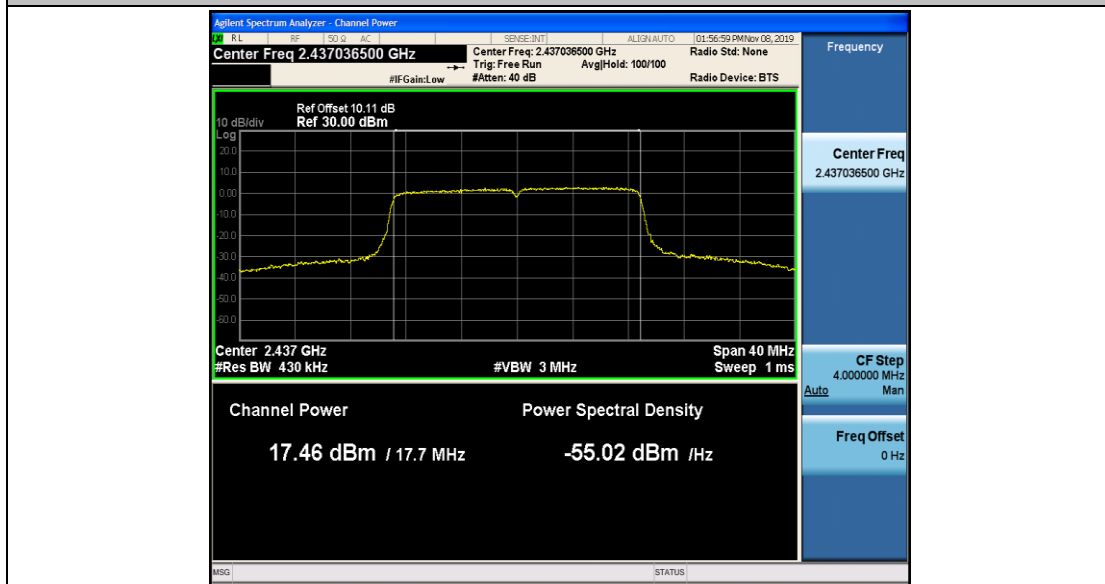 Agilent Spectrum Analyzer - Channel Power
RL RF 50 Ω AC SENSE:INT ALIGNAUTO 01:56:59 PM Nov 08, 2019
Center Freq 2.437036500 GHz
Center Freq: 2.437036500 GHz Radio Std: None
Trig: Free Run Avg|Hold: 100/100
#IFGain:Low #Atten: 40 dB Radio Device: BTS
Frequency
Ref Offset 10.11 dB
10 dB/div Ref 30.00 dBm
Log
20.0
10.0
0.00
-10.0
-20.0
-30.0
-40.0
-50.0
-60.0
Center 2.437 GHz Span 40 MHz
#Res BW 430 kHz #VBW 3 MHz Sweep 1 ms
Channel Power Power Spectral Density
17.46 dBm / 17.7 MHz -55.02 dBm /Hz
Center Freq
2.437036500 GHz
CF Step
4.000000 MHz
Auto Man
Freq Offset
0 Hz
MSG STATUS